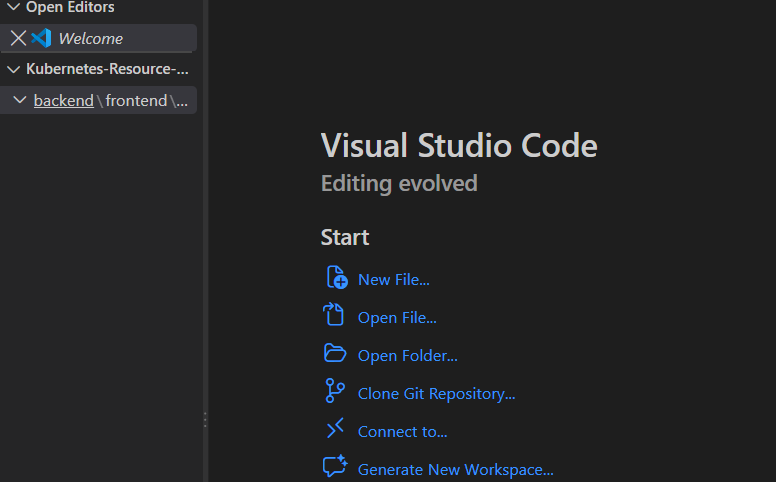 Open Editors
Welcome
Kubernetes-Resource-...
backend\frontend\...
Visual Studio Code
Editing evolved
Start
New File...
Open File...
Open Folder...
Clone Git Repository...
Connect to...
Generate New Workspace...